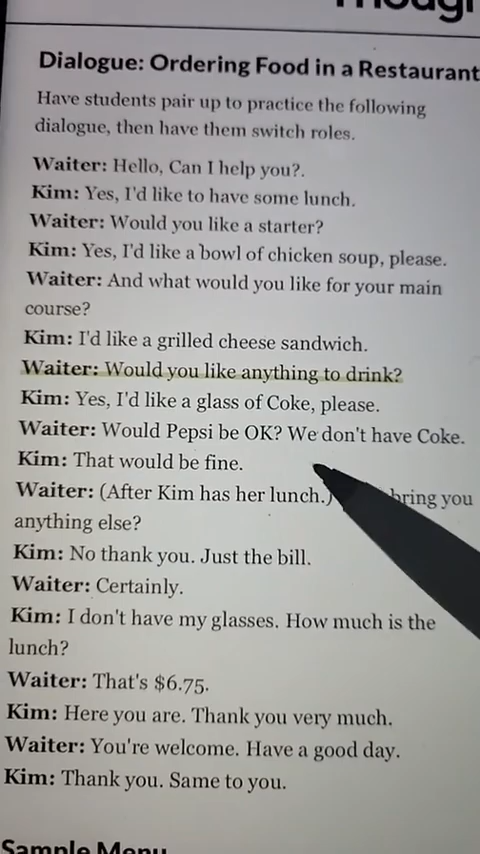 Dialogue: Ordering Food in a Restaurant
Have students pair up to practice the following
dialogue, then have them switch roles.
Waiter: Hello, Can I help you?.
Kim: Yes, I'd like to have some lunch.
Waiter: Would you like a starter?
Kim: Yes, I'd like a bowl of chicken soup, please.
Waiter: And what would you like for your main
course?
Kim: I'd like a grilled cheese sandwich.
Waiter: Would you like anything to drink?
Kim: Yes, I'd like a glass of Coke, please.
Waiter: Would Pepsi be OK? We don't have Coke.
Kim: That would be fine.
Waiter: (After Kim has her lunch.) bring you
anything else?
Kim: No thank you. Just the bill.
Waiter: Certainly.
Kim: I don't have my glasses. How much is the
lunch?
Waiter: That's $6.75.
Kim: Here you are. Thank you very much.
Waiter: You're welcome. Have a good day.
Kim: Thank you. Same to you.
Sample Menu